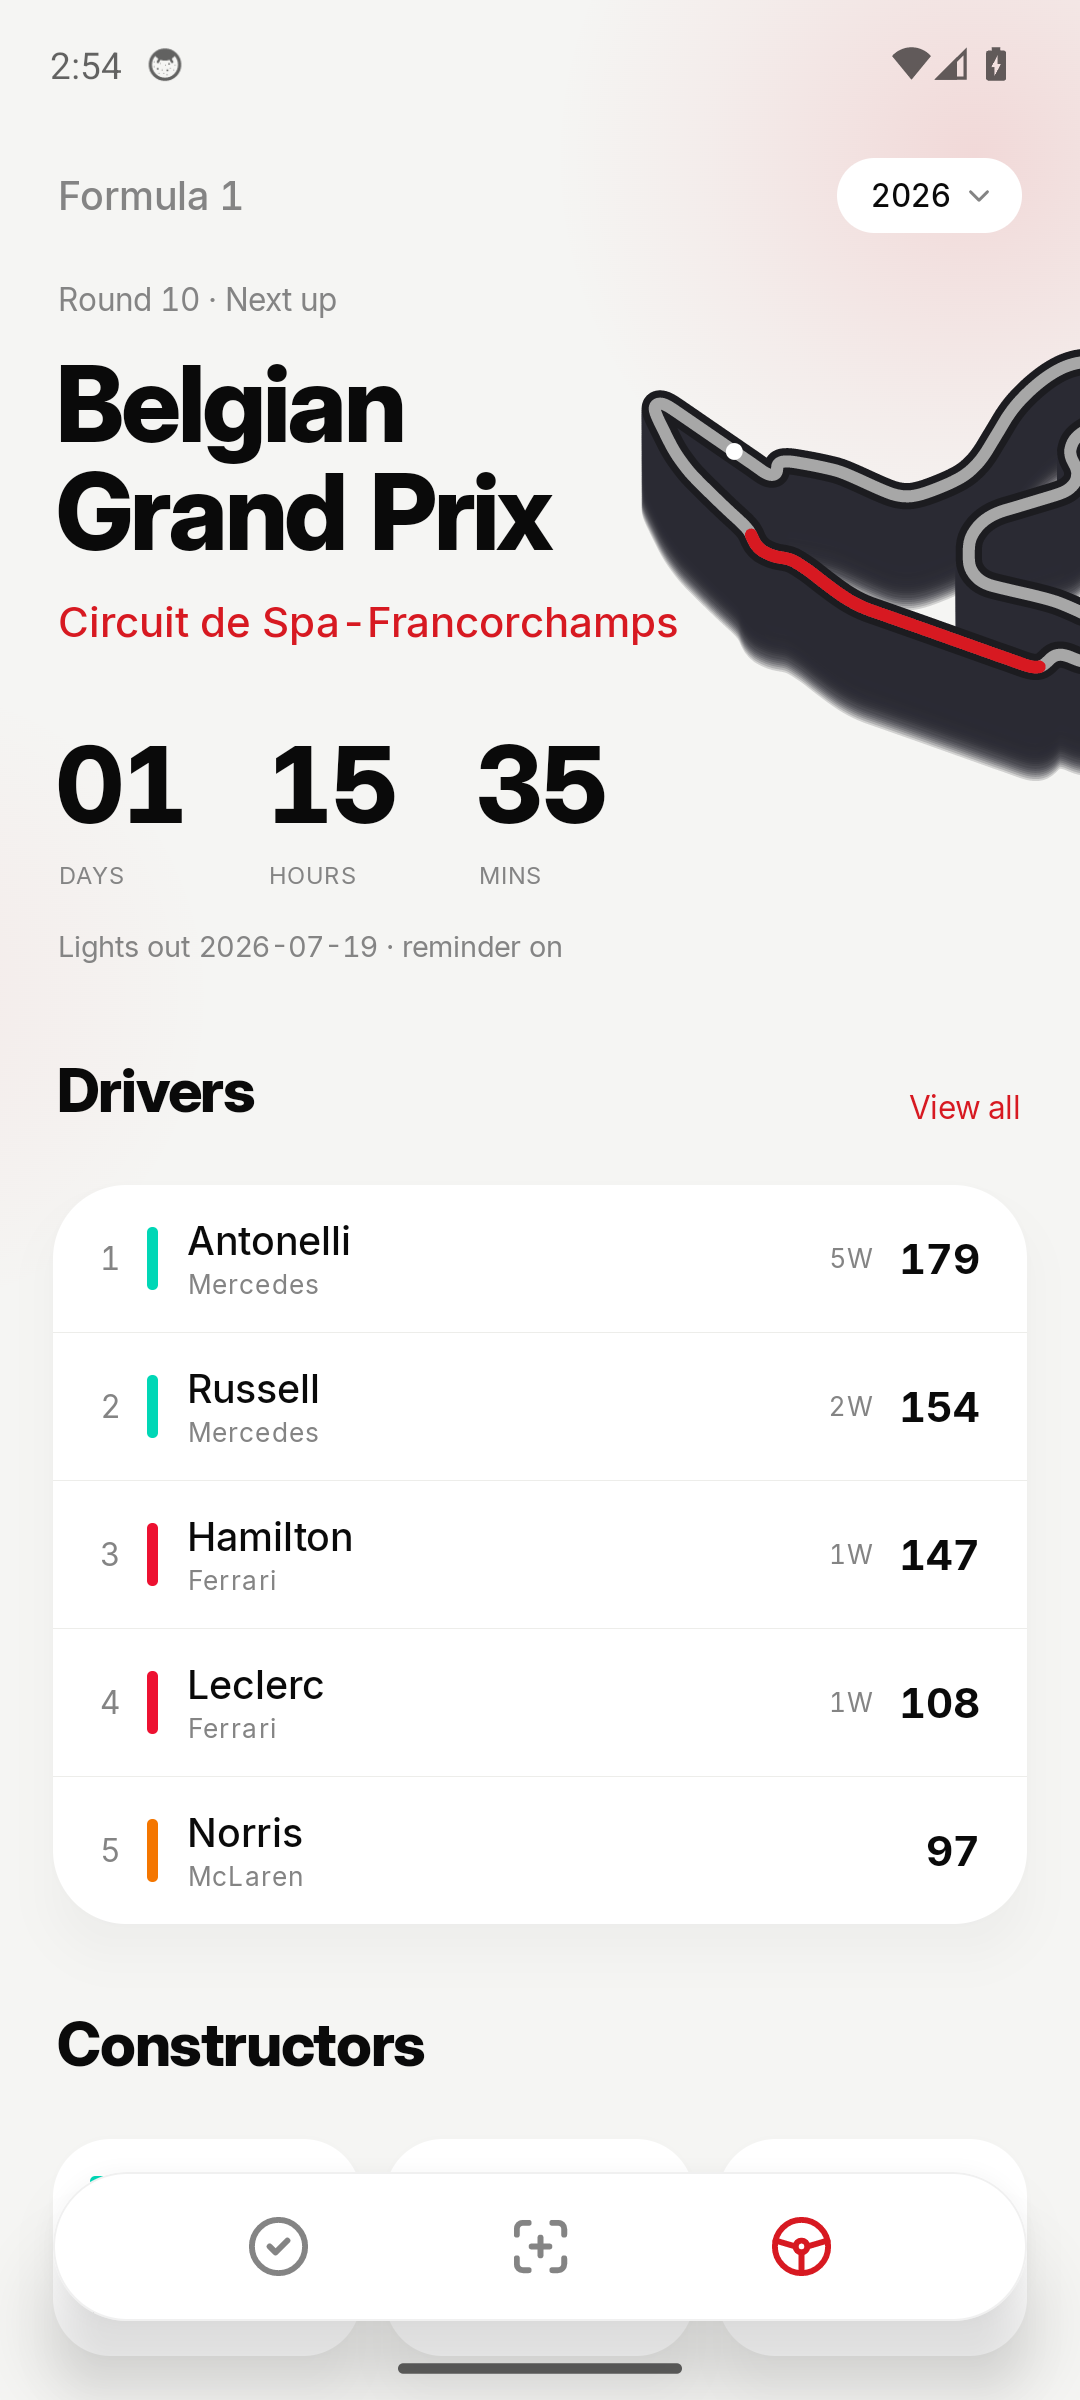 2:54
Formula 1
2026
Round 10 · Next up
Belgian
Grand Prix
Circuit de Spa-Francorchamps
01 15 35
DAYS HOURS MINS
Lights out 2026-07-19 · reminder on
Drivers
View all
1 Antonelli 5W 179
Mercedes
2 Russell 2W 154
Mercedes
3 Hamilton 1W 147
Ferrari
4 Leclerc 1W 108
Ferrari
5 Norris 97
McLaren
Constructors